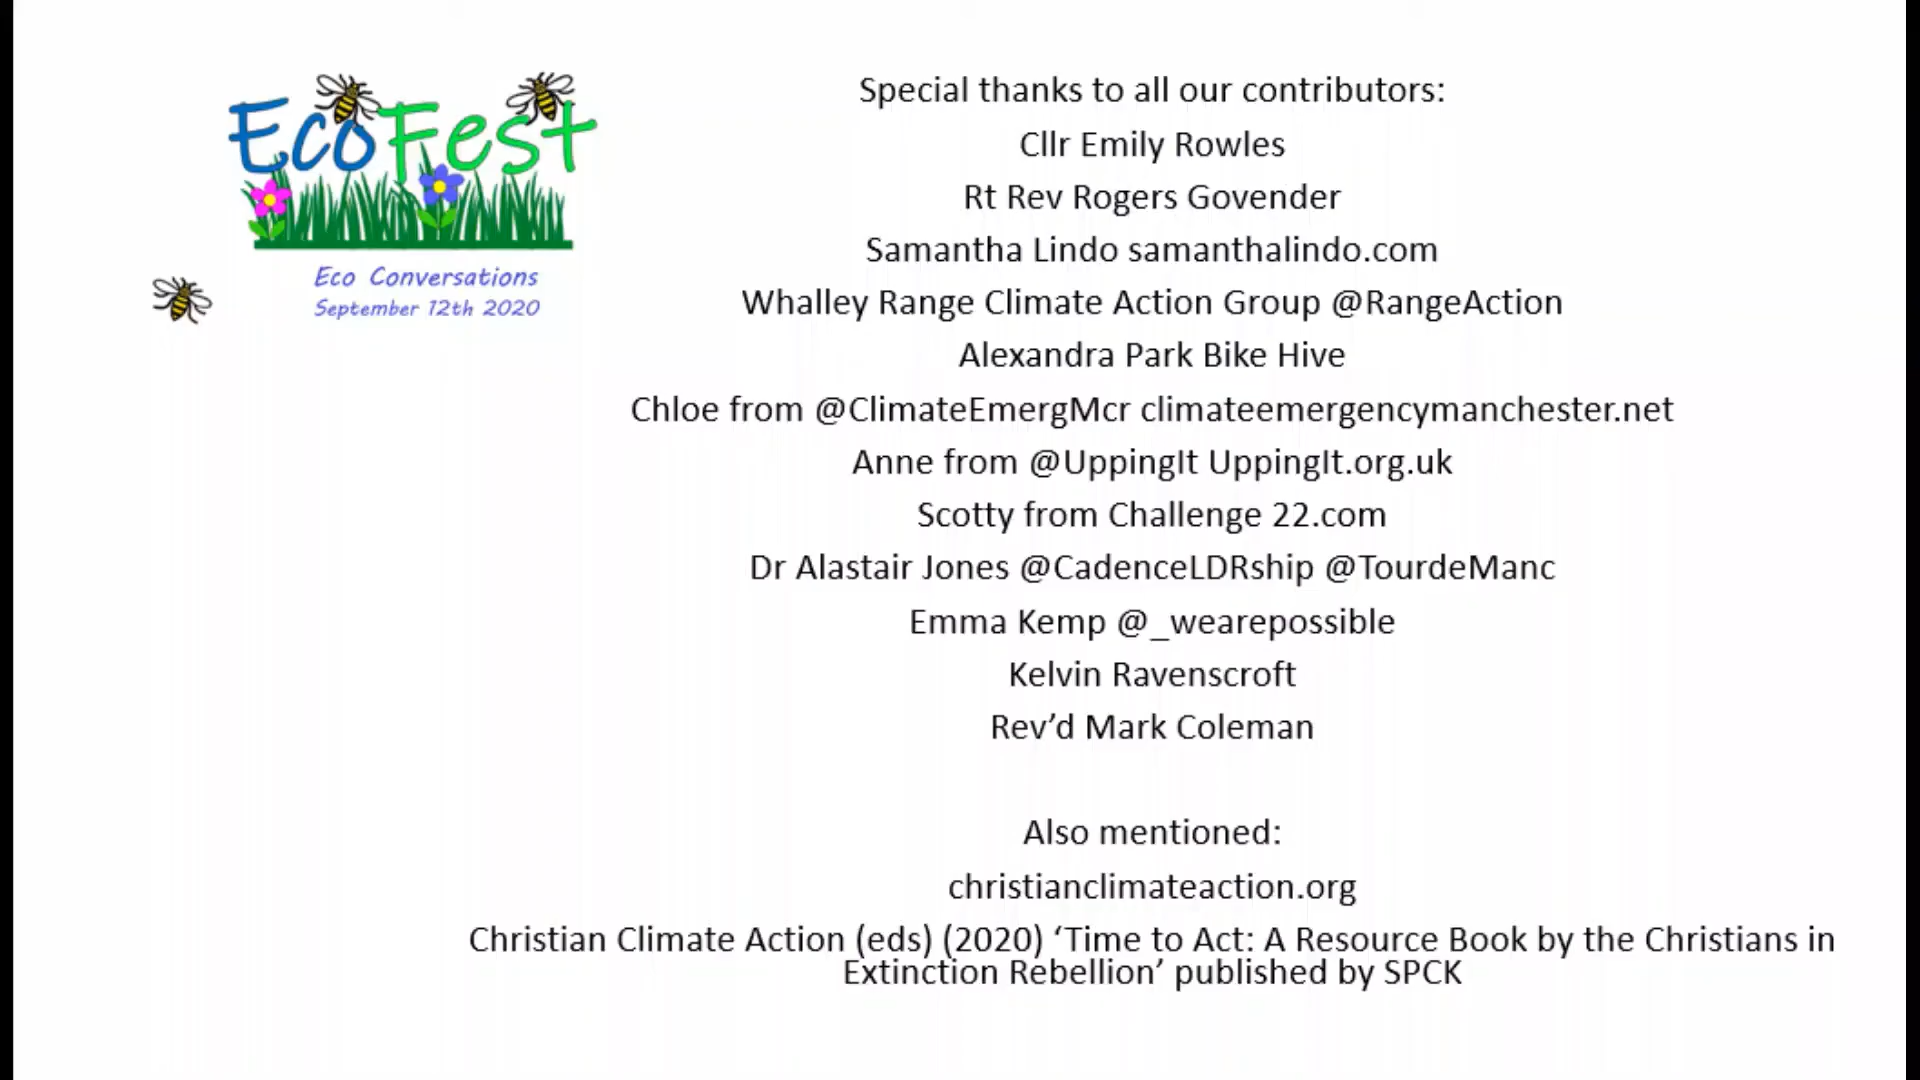 EcoFest
Eco Conversations
September 12th 2020
Special thanks to all our contributors:
Cllr Emily Rowles
Rt Rev Rogers Govender
Samantha Lindo samanthalindo.com
Whalley Range Climate Action Group @RangeAction
Alexandra Park Bike Hive
Chloe from @ClimateEmergMcr climateemergencymanchester.net
Anne from @UppingIt UppingIt.org.uk
Scotty from Challenge 22.com
Dr Alastair Jones @CadenceLDRship @TourdeManc
Emma Kemp @_wearepossible
Kelvin Ravenscroft
Rev’d Mark Coleman
Also mentioned:
christianclimateaction.org
Christian Climate Action (eds) (2020) ‘Time to Act: A Resource Book by the Christians in
Extinction Rebellion’ published by SPCK